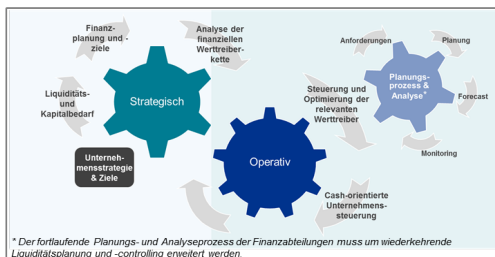 Finanz-
planung und -
ziele
Analyse der
finanziellen
Werttreiber-
kette
Liquiditäts-
und
Kapitalbedarf
Strategisch
Unterneh-
mensstrategie
& Ziele
Operativ
Steuerung und
Optimierung der
relevanten
Werttreiber
Cash-orientierte
Unternehmens-
steuerung
Anforderungen
Planung
Planungs-
prozess &
Analyse*
Forecast
Monitoring
* Der fortlaufende Planungs- und Analyseprozess der Finanzabteilungen muss um wiederkehrende
Liquiditätsplanung und -controlling erweitert werden.